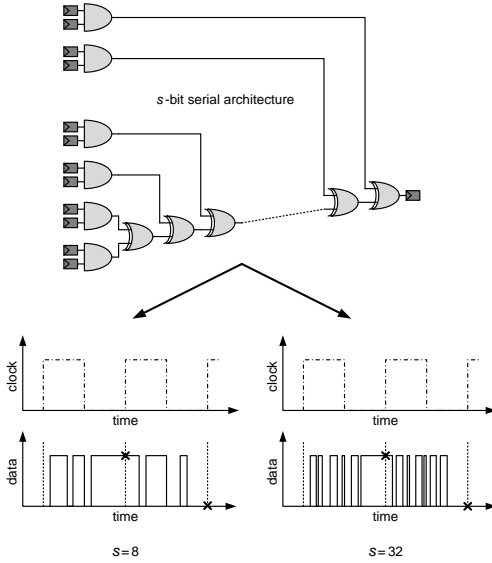 s-bit serial architecture
clock
time
clock
time
data
time
data
time
s=8
s=32